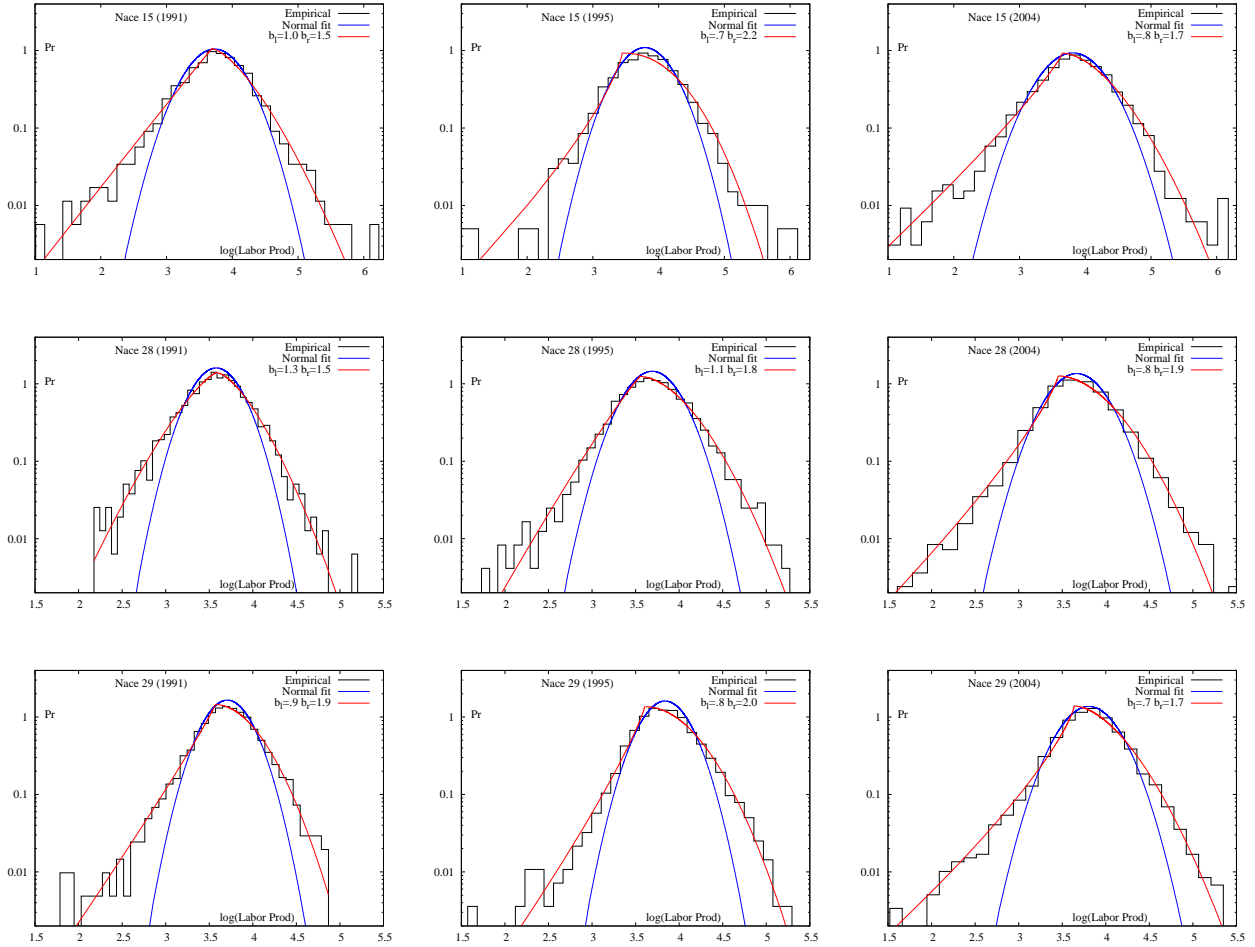 Nace 15 (1991)
Empirical
Normal fit
b_l=1.0 b_r=1.5
Pr
1
0.1
0.01
log(Labor Prod)
1 2 3 4 5 6
Nace 15 (1995)
Empirical
Normal fit
b_l=.7 b_r=2.2
Pr
1
0.1
0.01
log(Labor Prod)
1 2 3 4 5 6
Nace 15 (2004)
Empirical
Normal fit
b_l=.8 b_r=1.7
Pr
1
0.1
0.01
log(Labor Prod)
1 2 3 4 5 6
Nace 28 (1991)
Empirical
Normal fit
b_l=1.3 b_r=1.5
Pr
1
0.1
0.01
log(Labor Prod)
1.5 2 2.5 3 3.5 4 4.5 5 5.5
Nace 28 (1995)
Empirical
Normal fit
b_l=1.1 b_r=1.8
Pr
1
0.1
0.01
log(Labor Prod)
1.5 2 2.5 3 3.5 4 4.5 5 5.5
Nace 28 (2004)
Empirical
Normal fit
b_l=.8 b_r=1.9
Pr
1
0.1
0.01
log(Labor Prod)
1.5 2 2.5 3 3.5 4 4.5 5 5.5
Nace 29 (1991)
Empirical
Normal fit
b_l=.9 b_r=1.9
Pr
1
0.1
0.01
log(Labor Prod)
1.5 2 2.5 3 3.5 4 4.5 5 5.5
Nace 29 (1995)
Empirical
Normal fit
b_l=.8 b_r=2.0
Pr
1
0.1
0.01
log(Labor Prod)
1.5 2 2.5 3 3.5 4 4.5 5 5.5
Nace 29 (2004)
Empirical
Normal fit
b_l=.7 b_r=1.7
Pr
1
0.1
0.01
log(Labor Prod)
1.5 2 2.5 3 3.5 4 4.5 5 5.5